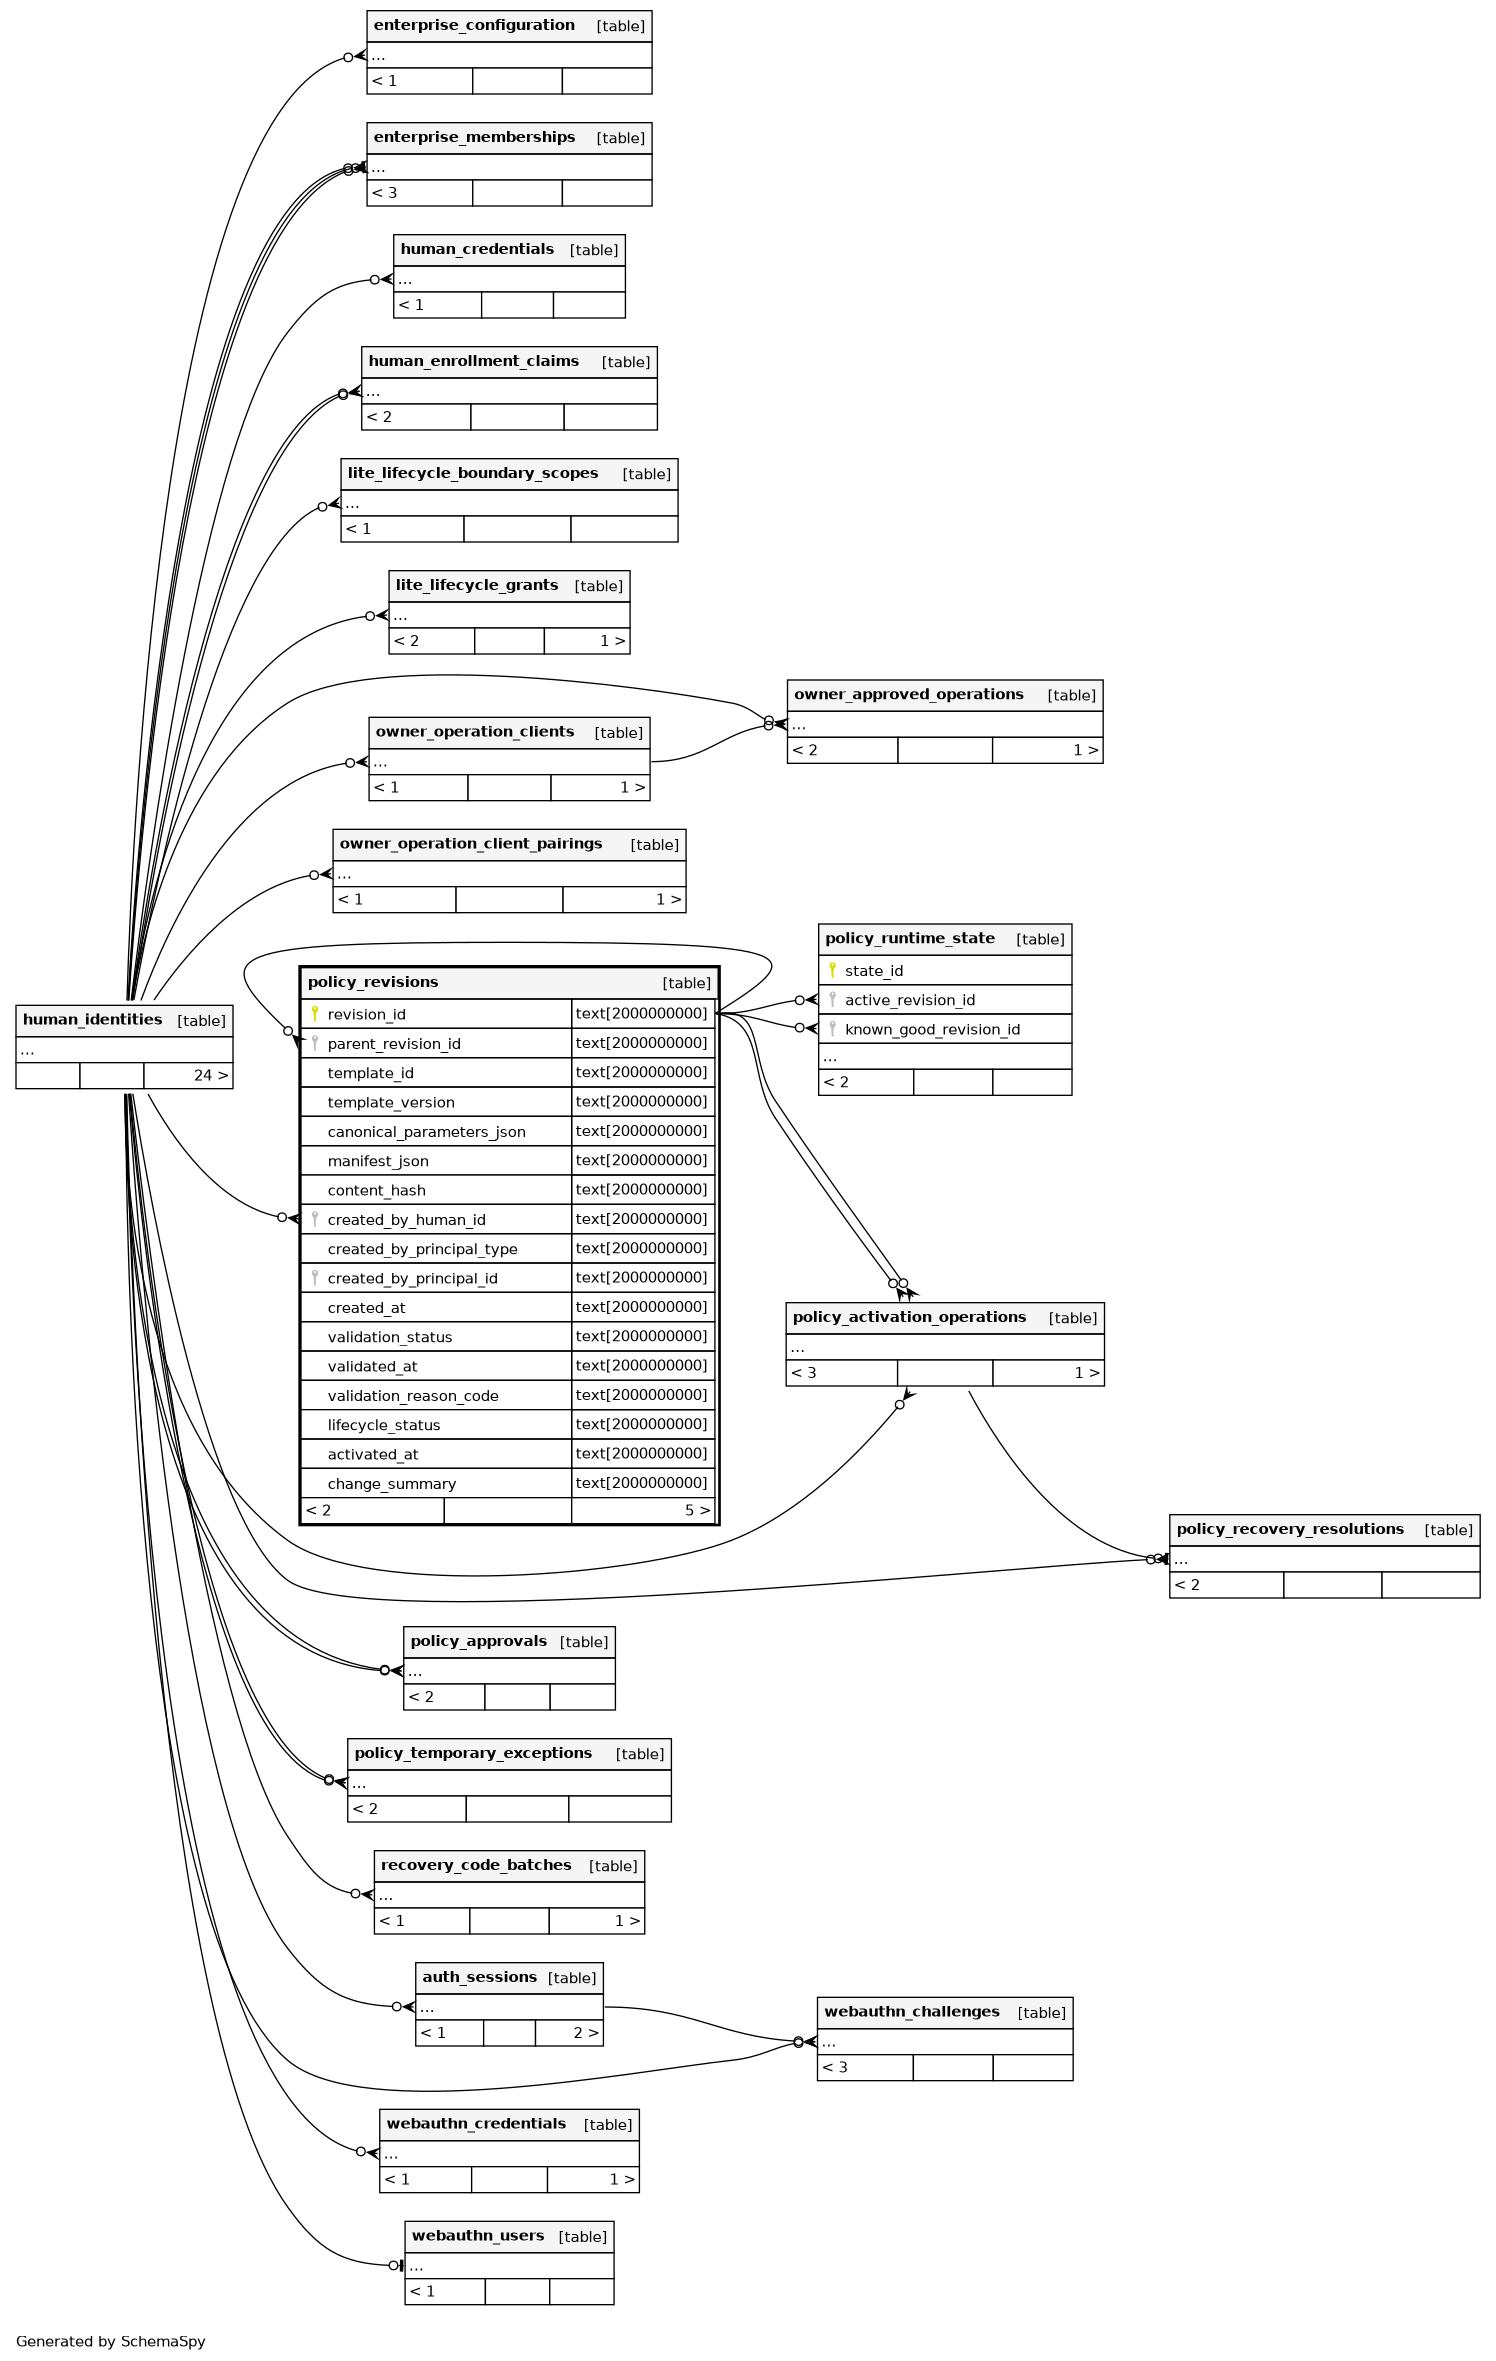 enterprise_configuration [table]
...
< 1
enterprise_memberships [table]
...
< 3
human_credentials [table]
...
< 1
human_enrollment_claims [table]
...
< 2
lite_lifecycle_boundary_scopes [table]
...
< 1
lite_lifecycle_grants [table]
...
< 2 1 >
owner_approved_operations [table]
...
< 2 1 >
owner_operation_clients [table]
...
< 1 1 >
owner_operation_client_pairings [table]
...
< 1 1 >
policy_runtime_state [table]
state_id
active_revision_id
known_good_revision_id
...
< 2
human_identities [table]
...
24 >
policy_revisions [table]
revision_id text[2000000000]
parent_revision_id text[2000000000]
template_id text[2000000000]
template_version text[2000000000]
canonical_parameters_json text[2000000000]
manifest_json text[2000000000]
content_hash text[2000000000]
created_by_human_id text[2000000000]
created_by_principal_type text[2000000000]
created_by_principal_id text[2000000000]
created_at text[2000000000]
validation_status text[2000000000]
validated_at text[2000000000]
validation_reason_code text[2000000000]
lifecycle_status text[2000000000]
activated_at text[2000000000]
change_summary text[2000000000]
< 2 5 >
policy_activation_operations [table]
...
< 3 1 >
policy_recovery_resolutions [table]
...
< 2
policy_approvals [table]
...
< 2
policy_temporary_exceptions [table]
...
< 2
recovery_code_batches [table]
...
< 1 1 >
auth_sessions [table]
...
< 1 2 >
webauthn_challenges [table]
...
< 3
webauthn_credentials [table]
...
< 1 1 >
webauthn_users [table]
...
< 1
Generated by SchemaSpy